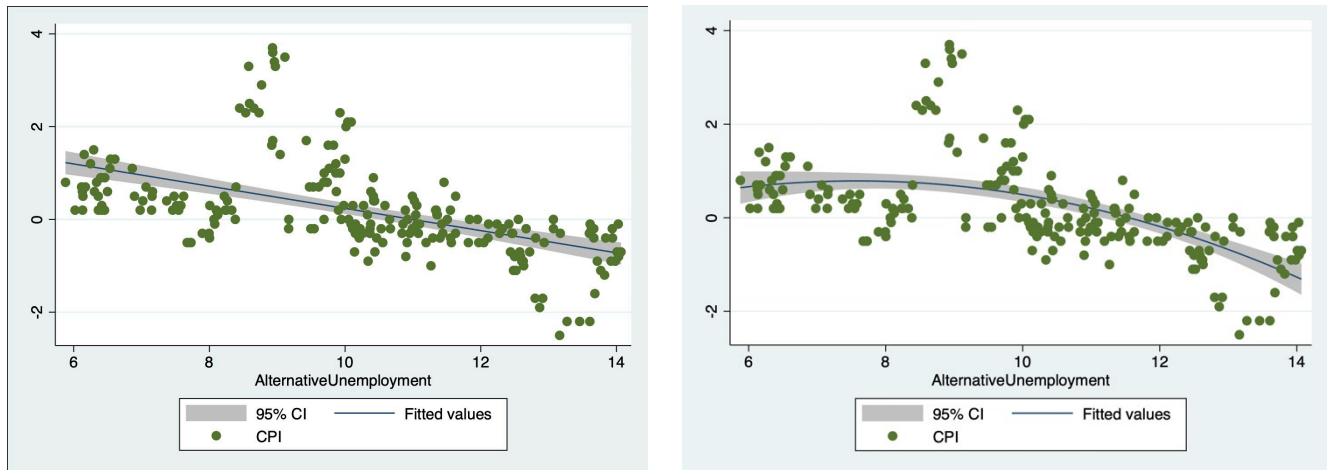 4
2
0
-2
6 8 10 12 14
AlternativeUnemployment
95% CI Fitted values
CPI
4
2
0
-2
6 8 10 12 14
AlternativeUnemployment
95% CI Fitted values
CPI